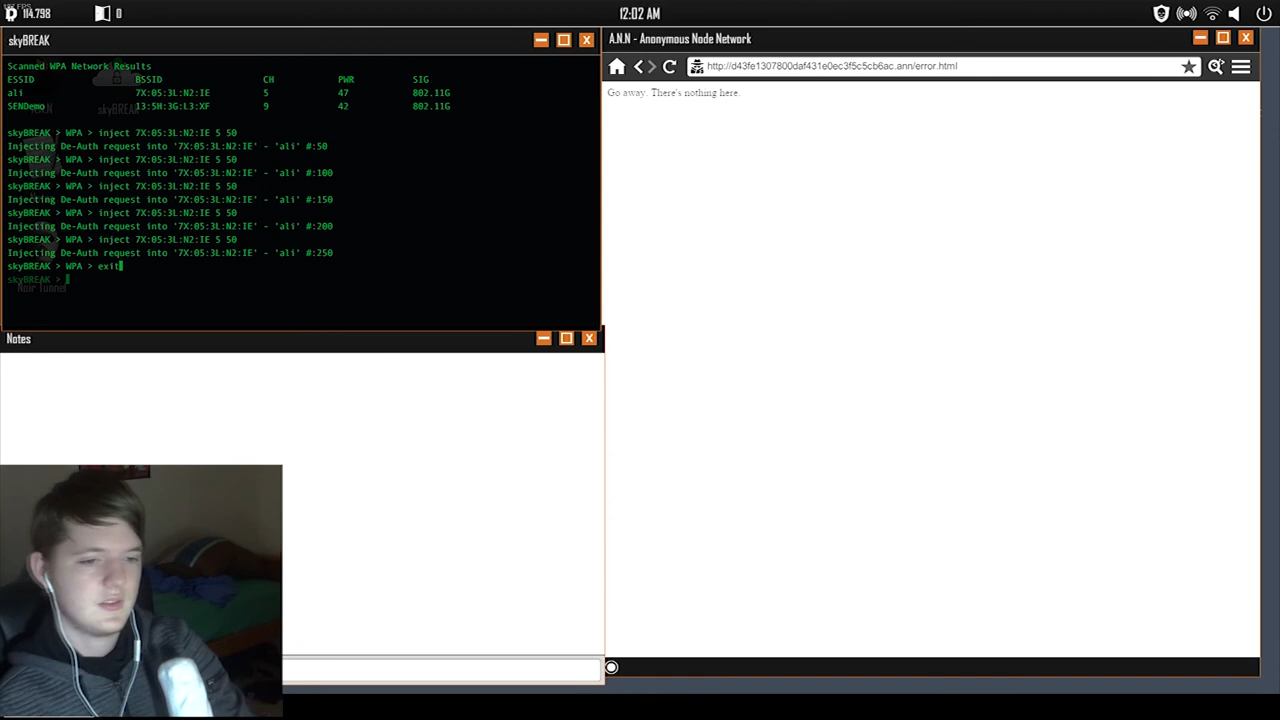 114.798
0
12:02 AM
skyBREAK
Scanned WPA Network Results
ESSID BSSID CH PWR SIG
ali 7X:05:3L:N2:IE 5 47 802.11G
SENDemo 13:5H:3G:L3:XF 9 42 802.11G
skyBREAK > WPA > inject 7X:05:3L:N2:IE 5 50
Injecting De-Auth request into '7X:05:3L:N2:IE' - 'ali' #:50
skyBREAK > WPA > inject 7X:05:3L:N2:IE 5 50
Injecting De-Auth request into '7X:05:3L:N2:IE' - 'ali' #:100
skyBREAK > WPA > inject 7X:05:3L:N2:IE 5 50
Injecting De-Auth request into '7X:05:3L:N2:IE' - 'ali' #:150
skyBREAK > WPA > inject 7X:05:3L:N2:IE 5 50
Injecting De-Auth request into '7X:05:3L:N2:IE' - 'ali' #:200
skyBREAK > WPA > inject 7X:05:3L:N2:IE 5 50
Injecting De-Auth request into '7X:05:3L:N2:IE' - 'ali' #:250
skyBREAK > WPA > exit
skyBREAK >
Noir Tunnel
Notes
A.N.N - Anonymous Node Network
http://d43fe1307800daf431e0ec3f5c5cb6ac.ann/error.html
Go away. There's nothing here.